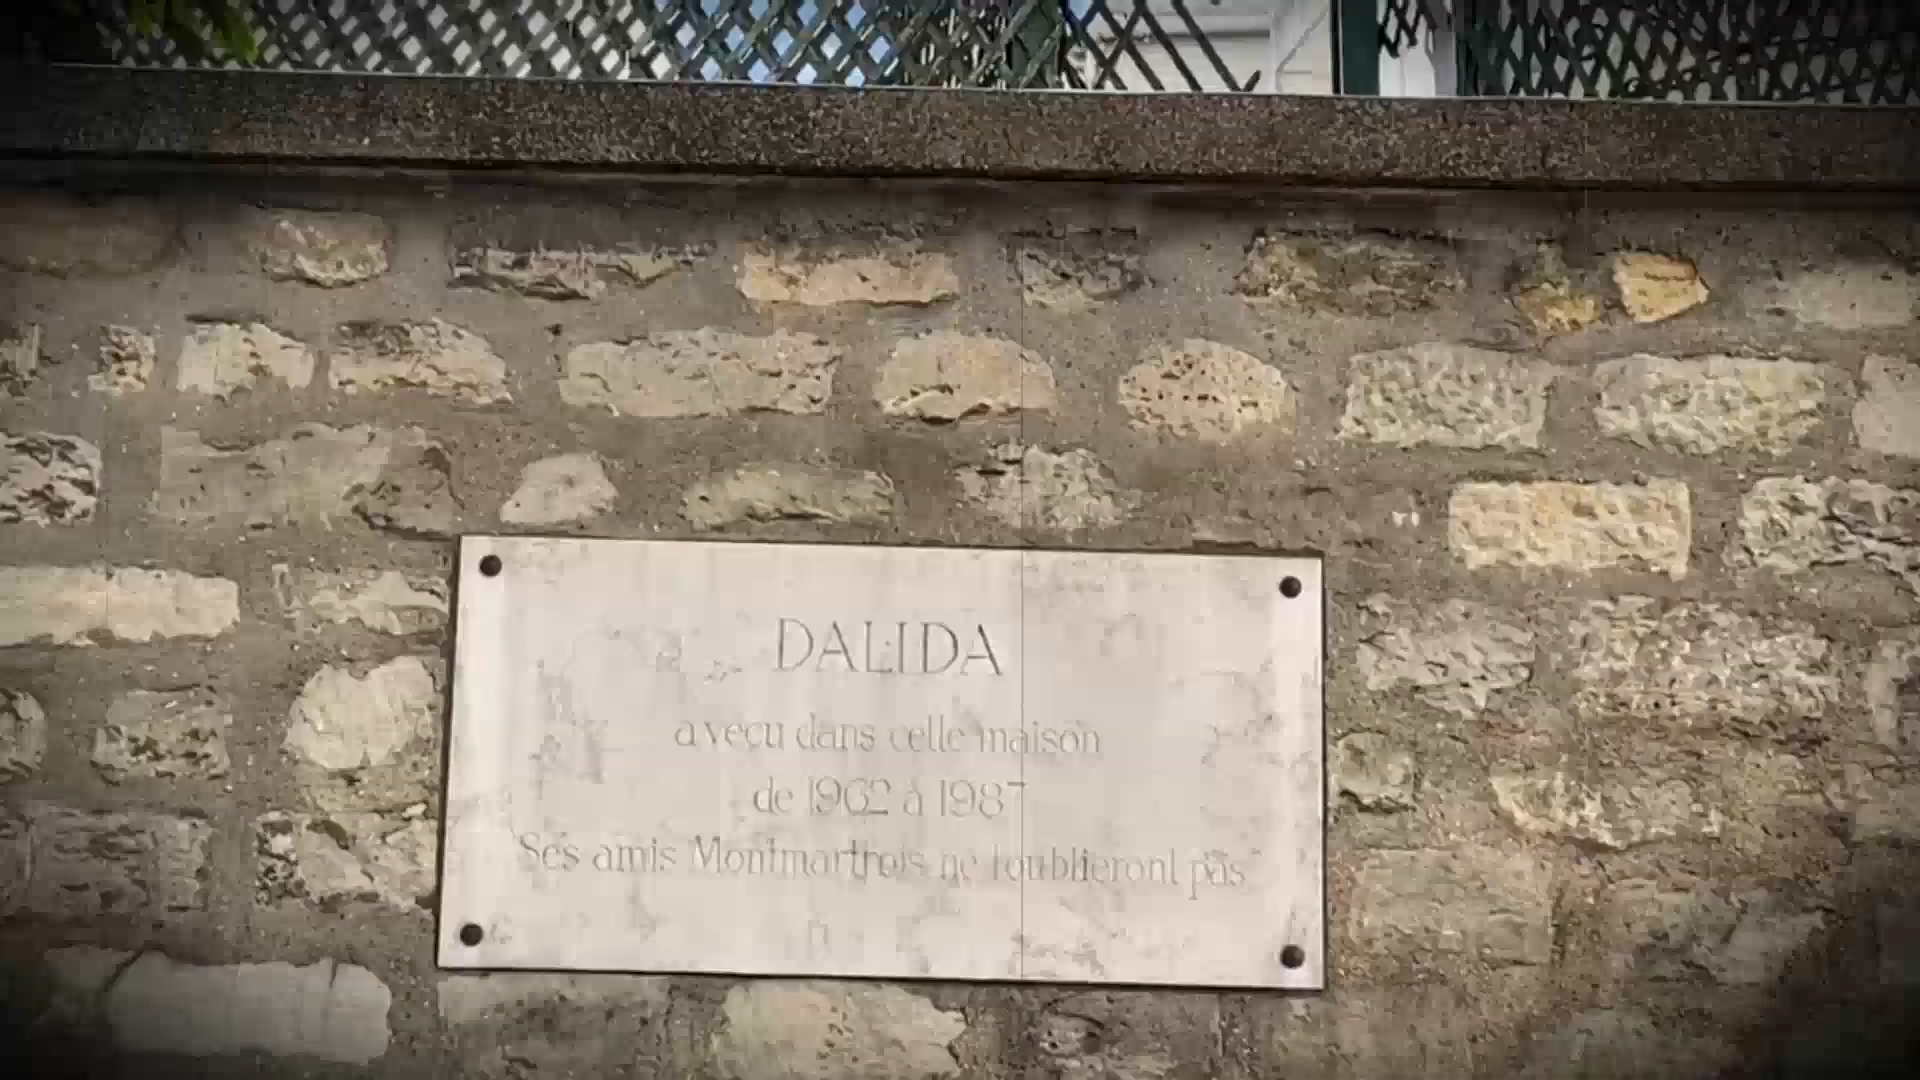 DALIDA
a vécu dans cette maison
de 1962 à 1987
Ses amis Montmartrois ne l'oublieront pas